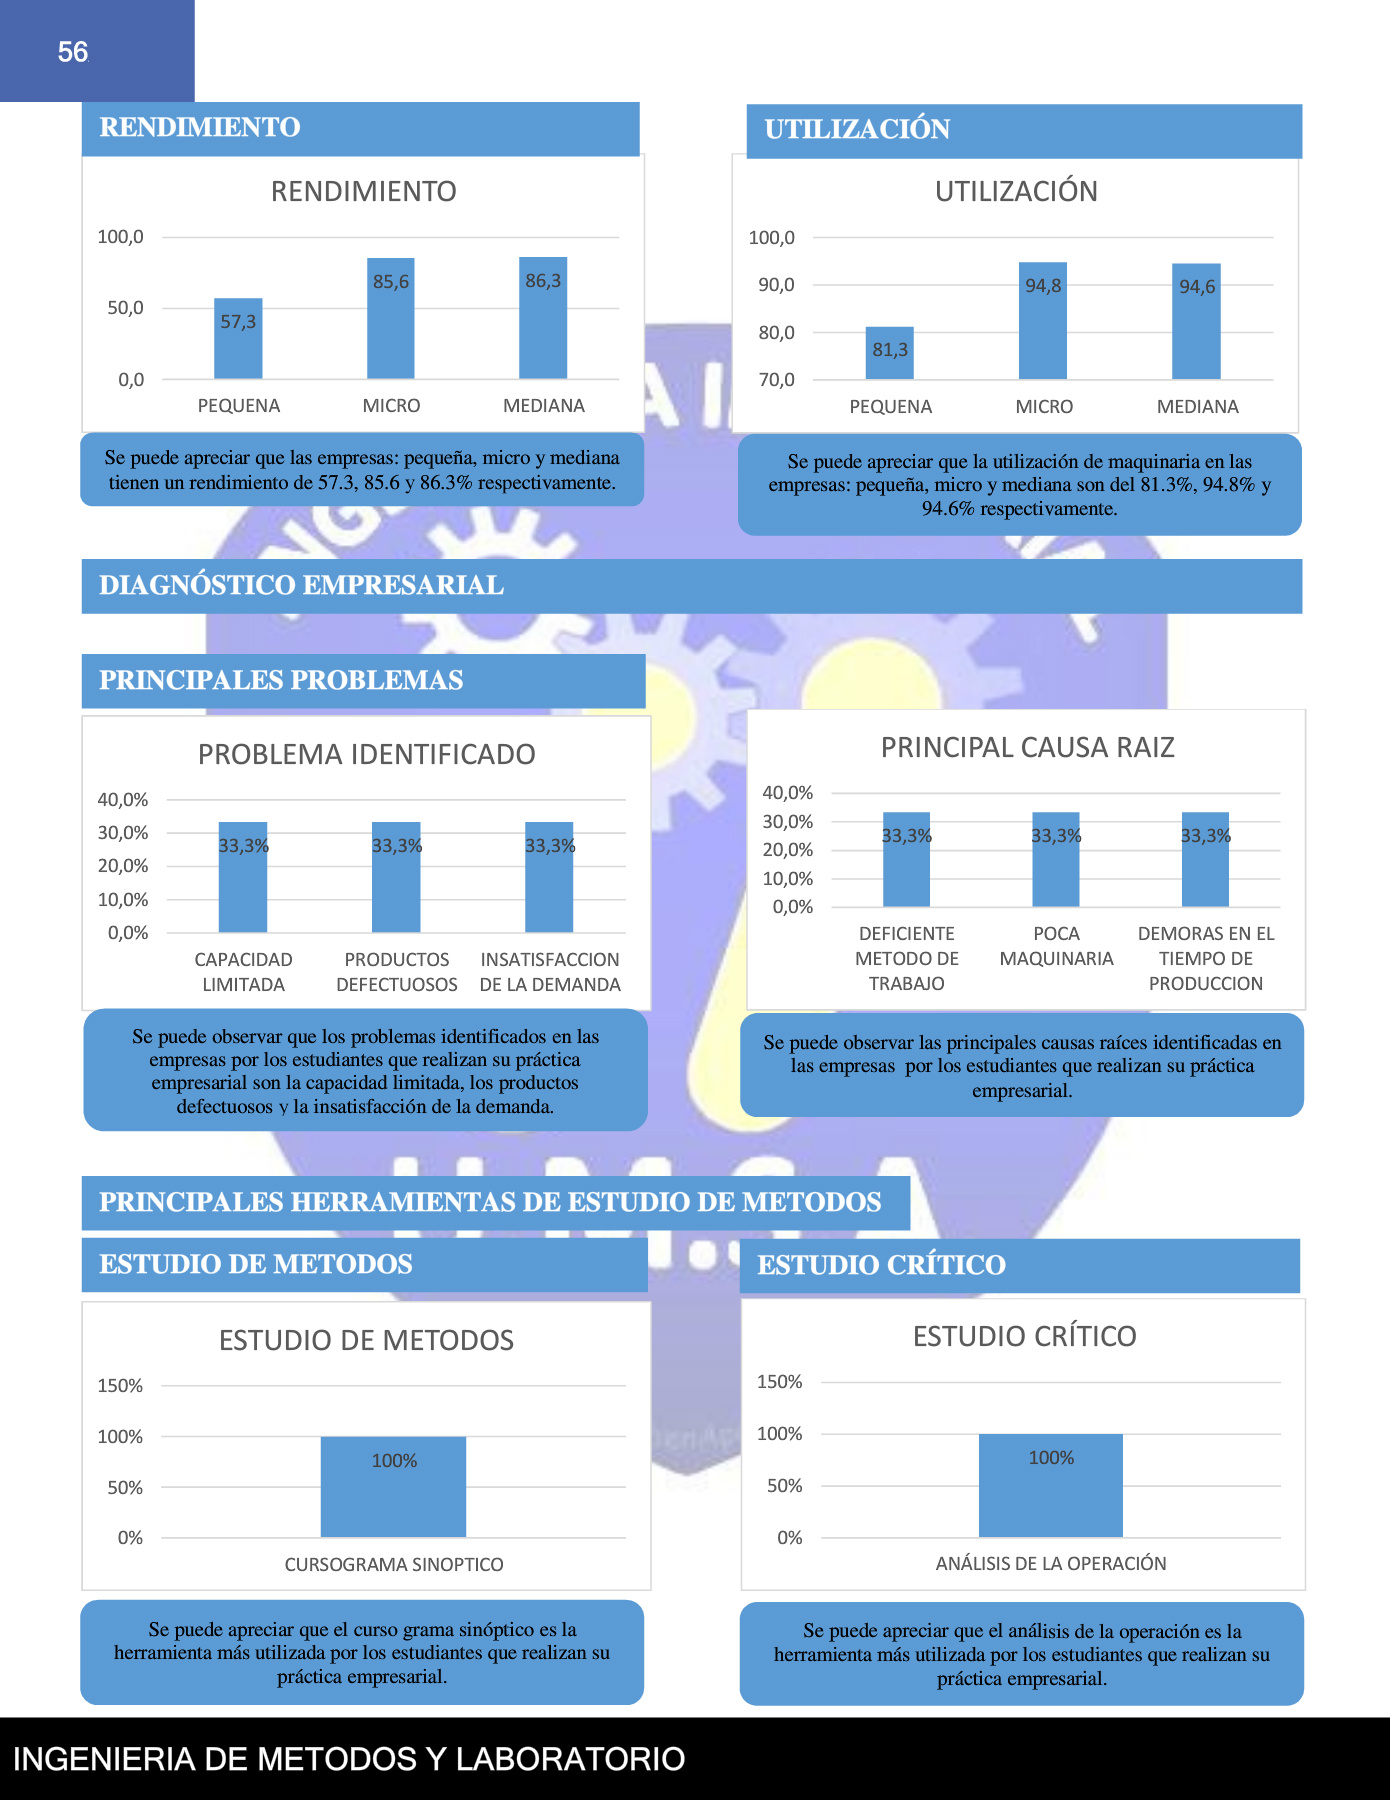 56
RENDIMIENTO
RENDIMIENTO
100,0
50,0
0,0
57,3
85,6
86,3
PEQUENA
MICRO
MEDIANA
Se puede apreciar que las empresas: pequeña, micro y mediana
tienen un rendimiento de 57.3, 85.6 y 86.3% respectivamente.
UTILIZACIÓN
UTILIZACIÓN
100,0
90,0
80,0
70,0
81,3
94,8
94,6
PEQUENA
MICRO
MEDIANA
Se puede apreciar que la utilización de maquinaria en las
empresas: pequeña, micro y mediana son del 81.3%, 94.8% y
94.6% respectivamente.
DIAGNÓSTICO EMPRESARIAL
PRINCIPALES PROBLEMAS
PROBLEMA IDENTIFICADO
40,0%
30,0%
20,0%
10,0%
0,0%
33,3%
33,3%
33,3%
CAPACIDAD
LIMITADA
PRODUCTOS
DEFECTUOSOS
INSATISFACCION
DE LA DEMANDA
Se puede observar que los problemas identificados en las
empresas por los estudiantes que realizan su práctica
empresarial son la capacidad limitada, los productos
defectuosos y la insatisfacción de la demanda.
PRINCIPAL CAUSA RAIZ
40,0%
30,0%
20,0%
10,0%
0,0%
33,3%
33,3%
33,3%
DEFICIENTE
METODO DE
TRABAJO
POCA
MAQUINARIA
DEMORAS EN EL
TIEMPO DE
PRODUCCION
Se puede observar las principales causas raíces identificadas en
las empresas por los estudiantes que realizan su práctica
empresarial.
PRINCIPALES HERRAMIENTAS DE ESTUDIO DE METODOS
ESTUDIO DE METODOS
ESTUDIO DE METODOS
150%
100%
50%
0%
100%
CURSOGRAMA SINOPTICO
Se puede apreciar que el curso grama sinóptico es la
herramienta más utilizada por los estudiantes que realizan su
práctica empresarial.
ESTUDIO CRÍTICO
ESTUDIO CRÍTICO
150%
100%
50%
0%
100%
ANÁLISIS DE LA OPERACIÓN
Se puede apreciar que el análisis de la operación es la
herramienta más utilizada por los estudiantes que realizan su
práctica empresarial.
INGENIERIA DE METODOS Y LABORATORIO